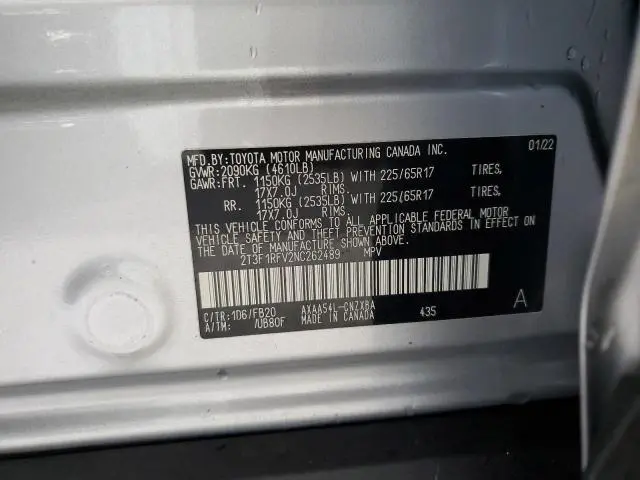 MFD.BY:TOYOTA MOTOR MANUFACTURING CANADA INC. 01/22
GVWR:2090KG (4610LB)
GAWR:FRT. 1150KG (2535LB) WITH 225/65R17 TIRES,
17X7.0J RIMS.
RR. 1150KG (2535LB) WITH 225/65R17 TIRES,
17X7.0J RIMS.
THIS VEHICLE CONFORMS TO ALL APPLICABLE FEDERAL MOTOR
VEHICLE SAFETY AND THEFT PREVENTION STANDARDS IN EFFECT ON
THE DATE OF MANUFACTURE SHOWN ABOVE.
2T3F1RFV2NC262489 MPV
C/TR:1D6/FB20 AXAA54L-CNZXBA A
A/TM: /UB80F MADE IN CANADA 435